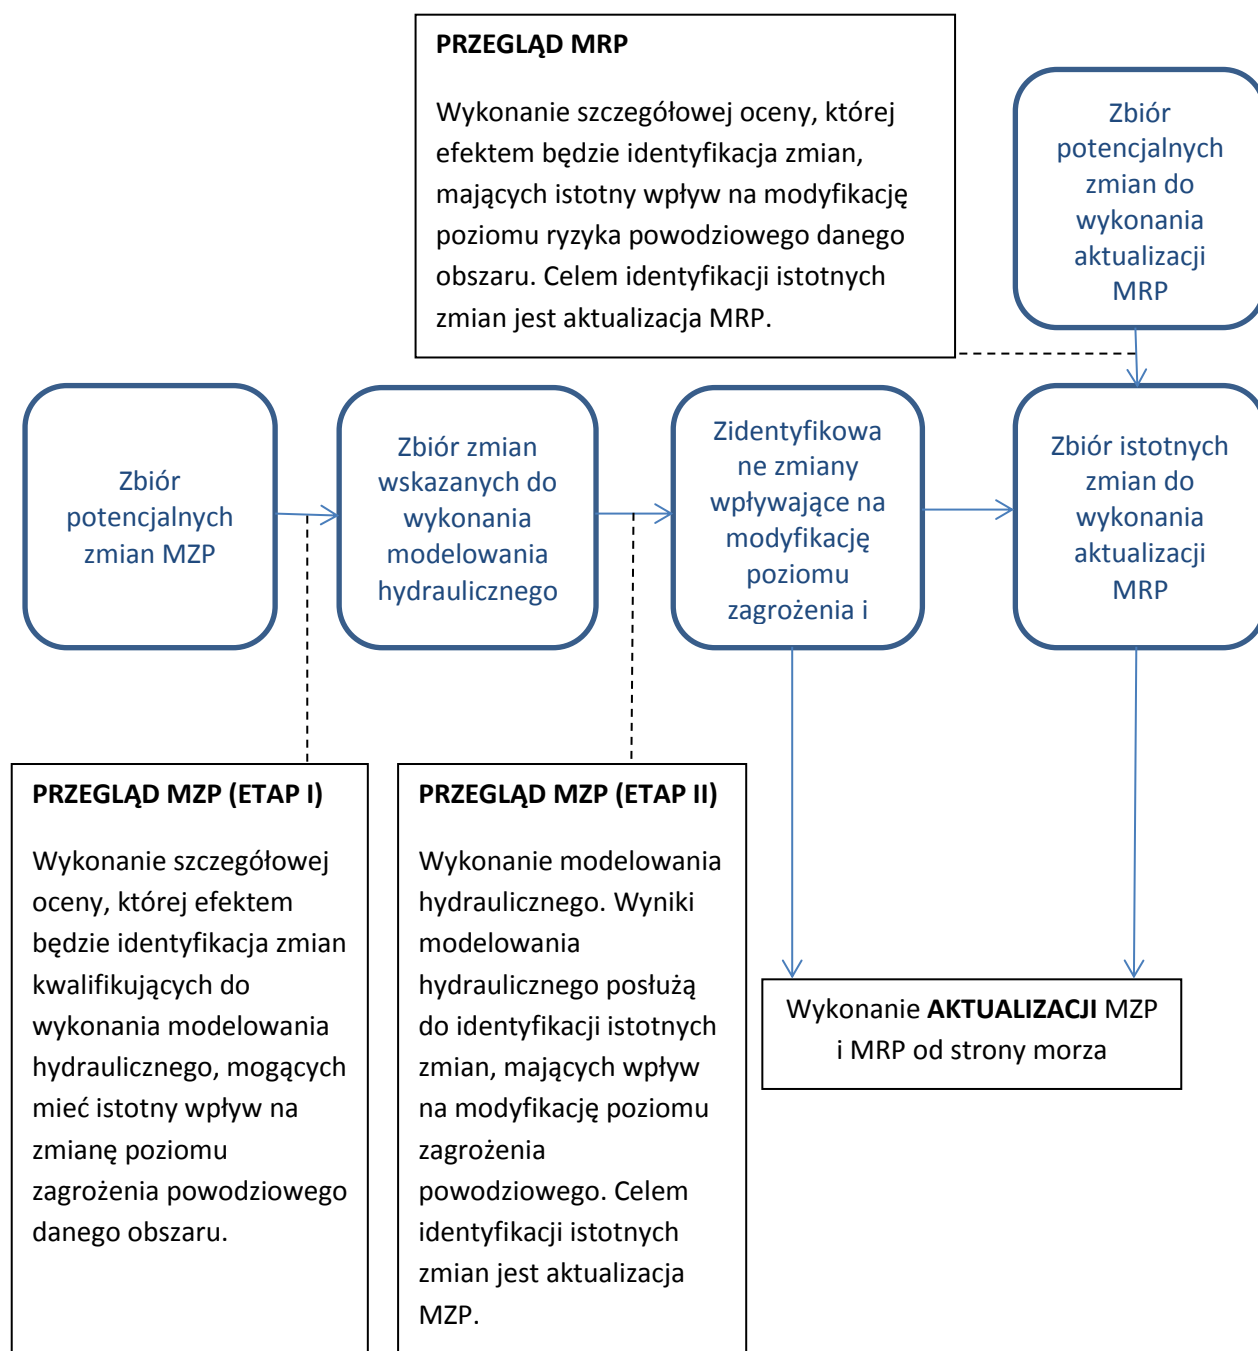 PRZEGLĄD MRP
Wykonanie szczegółowej oceny, której
efektem będzie identyfikacja zmian,
mających istotny wpływ na modyfikację
poziomu ryzyka powodziowego danego
obszaru. Celem identyfikacji istotnych
zmian jest aktualizacja MRP.
Zbiór
potencjalnych
zmian do
wykonania
aktualizacji
MRP
Zbiór
potencjalnych
zmian MZP
Zbiór zmian
wskazanych do
wykonania
modelowania
hydraulicznego
Zidentyfikowa
ne zmiany
wpływające na
modyfikację
poziomu
zagrożenia i
Zbiór istotnych
zmian do
wykonania
aktualizacji
MRP
PRZEGLĄD MZP (ETAP I)
Wykonanie szczegółowej
oceny, której efektem
będzie identyfikacja zmian
kwalifikujących do
wykonania modelowania
hydraulicznego, mogących
mieć istotny wpływ na
zmianę poziomu
zagrożenia powodziowego
danego obszaru.
PRZEGLĄD MZP (ETAP II)
Wykonanie modelowania
hydraulicznego. Wyniki
modelowania
hydraulicznego posłużą
do identyfikacji istotnych
zmian, mających wpływ
na modyfikację poziomu
zagrożenia
powodziowego. Celem
identyfikacji istotnych
zmian jest aktualizacja
MZP.
Wykonanie AKTUALIZACJI MZP
i MRP od strony morza